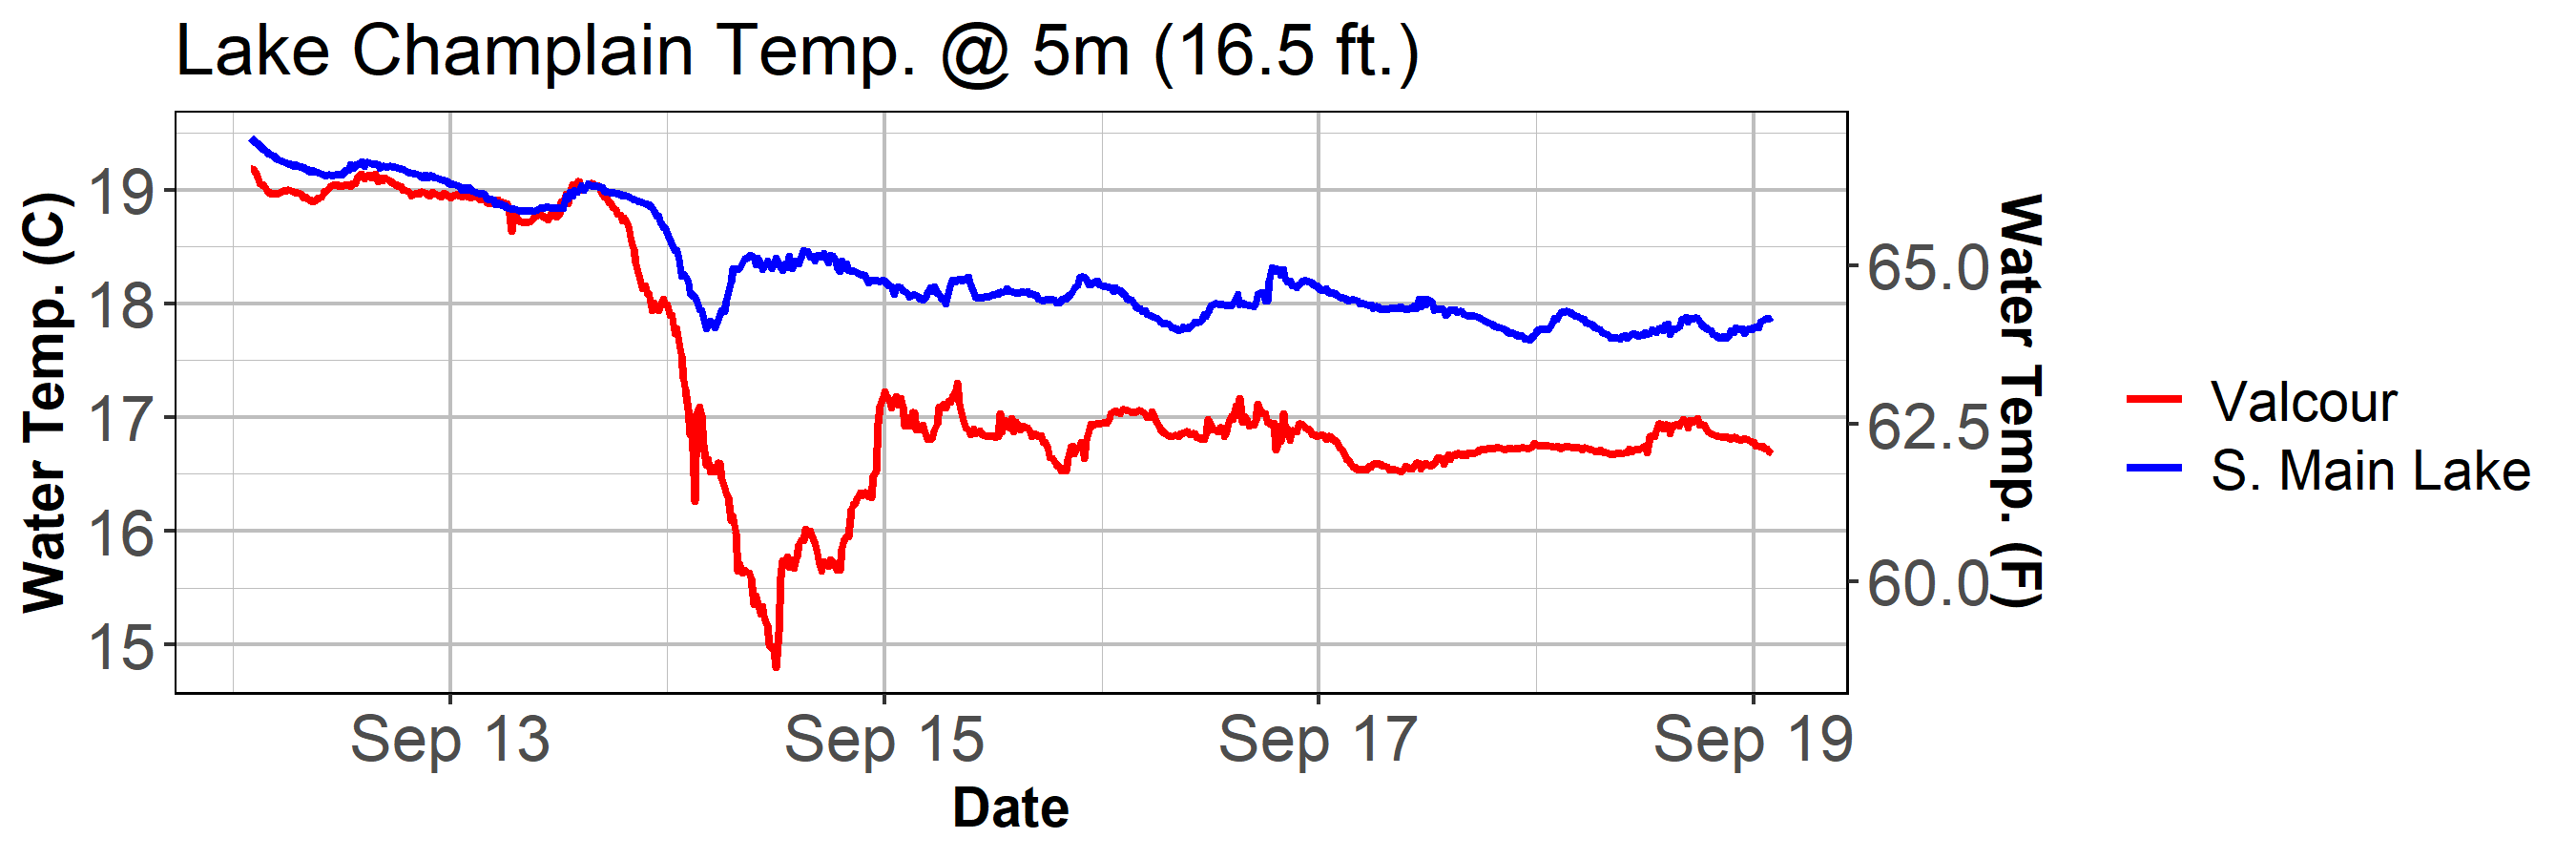 Lake Champlain Temp. @ 5m (16.5 ft.)
Water Temp. (C)
19
18
17
16
15
65.0
62.5
60.0
Water Temp. (F)
Sep 13
Sep 15
Sep 17
Sep 19
Date
Valcour
S. Main Lake